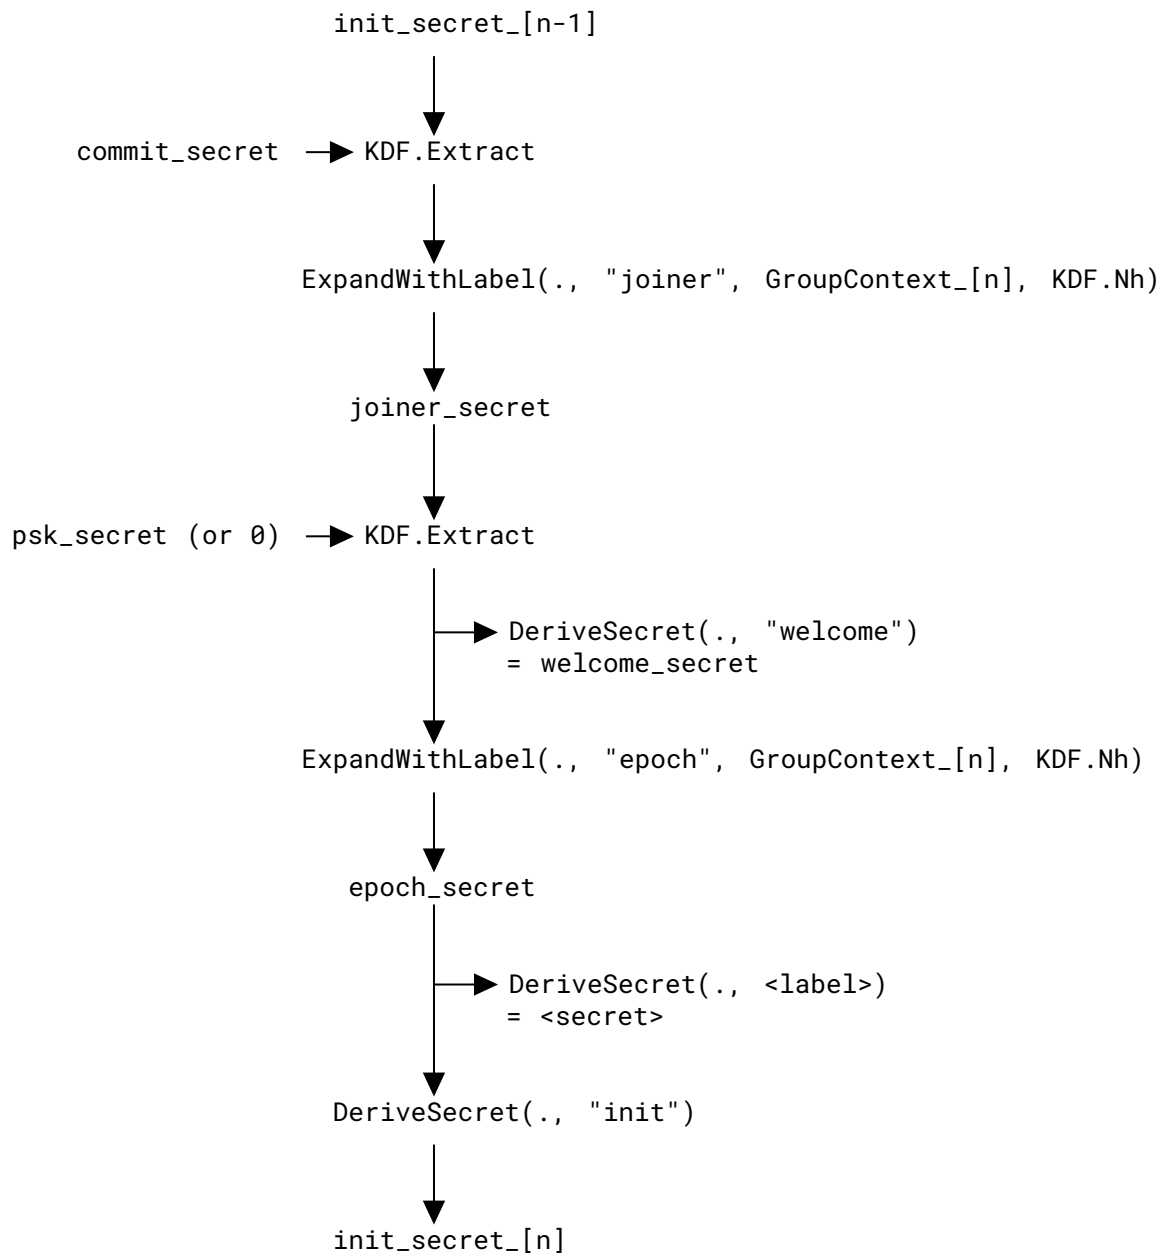 init_secret_[n-1]
commit_secret KDF.Extract
ExpandWithLabel(., "joiner", GroupContext_[n], KDF.Nh)
joiner_secret
psk_secret (or 0) KDF.Extract
DeriveSecret(., "welcome")
= welcome_secret
ExpandWithLabel(., "epoch", GroupContext_[n], KDF.Nh)
epoch_secret
DeriveSecret(., <label>)
= <secret>
DeriveSecret(., "init")
init_secret_[n]